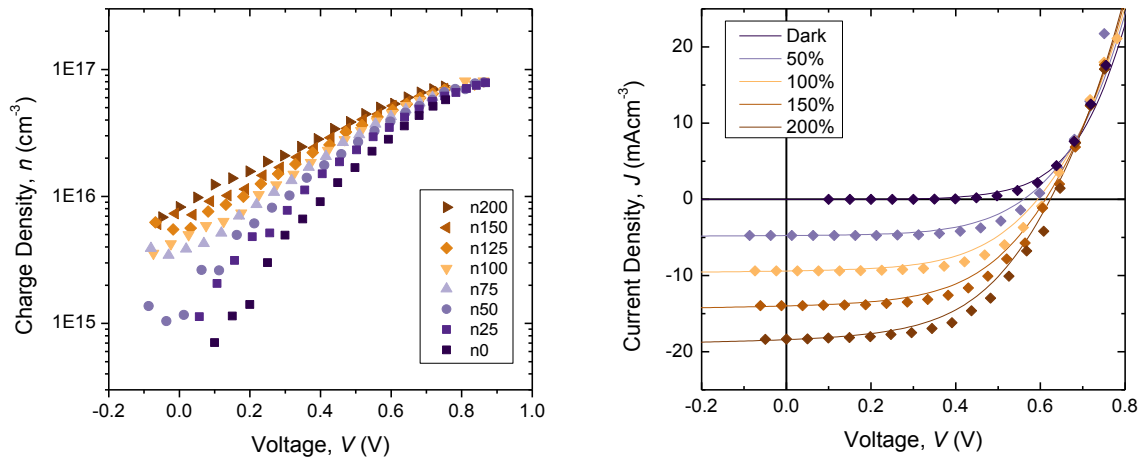 Charge Density, n (cm⁻³)
1E17
1E16
1E15
n200
n150
n125
n100
n75
n50
n25
n0
-0.2 0.0 0.2 0.4 0.6 0.8 1.0
Voltage, V (V)
Current Density, J (mAcm⁻³)
20
10
0
-10
-20
Dark
50%
100%
150%
200%
-0.2 0.0 0.2 0.4 0.6 0.8
Voltage, V (V)